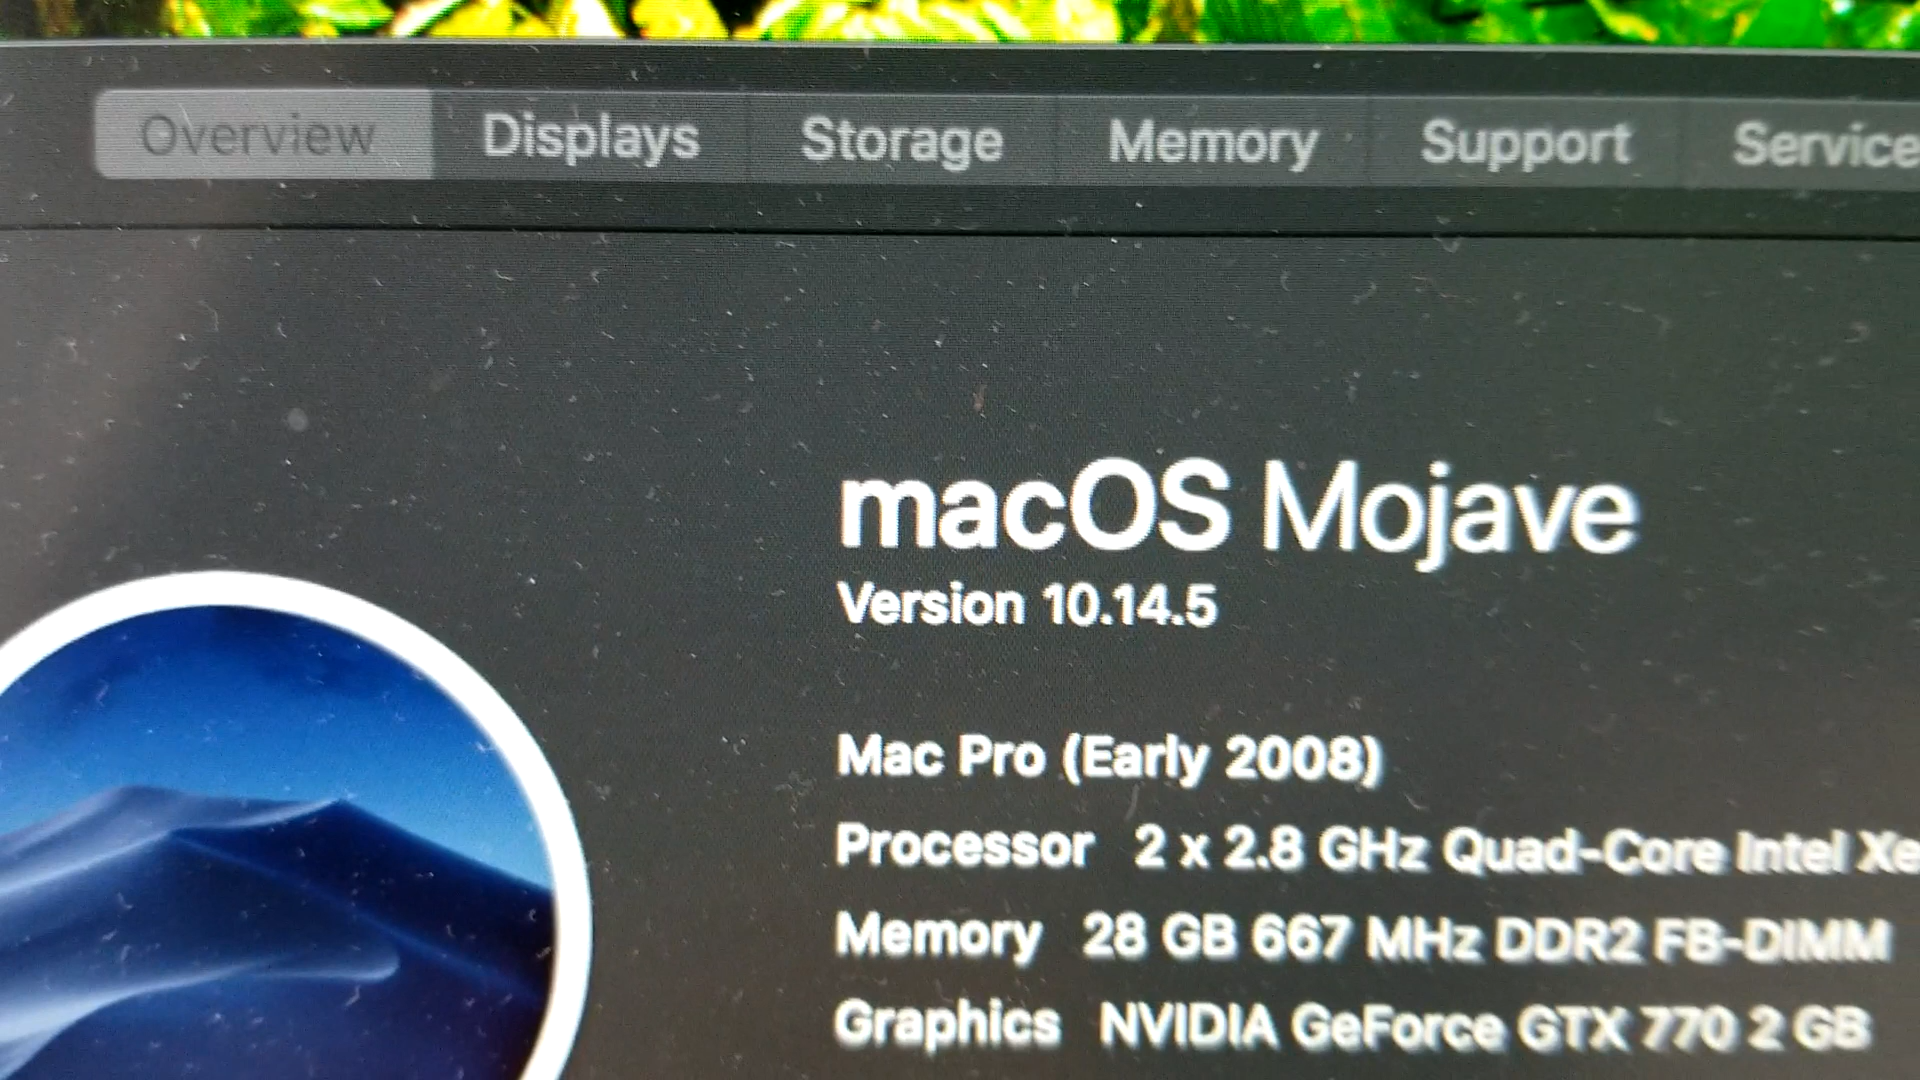 Overview Displays Storage Memory Support Service
macOS Mojave
Version 10.14.5
Mac Pro (Early 2008)
Processor 2 x 2.8 GHz Quad-Core Intel Xe
Memory 28 GB 667 MHz DDR2 FB-DIMM
Graphics NVIDIA GeForce GTX 770 2 GB